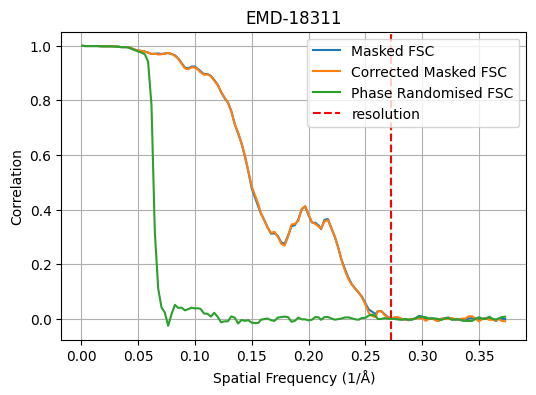 EMD-18311
Masked FSC
Corrected Masked FSC
Phase Randomised FSC
resolution
Correlation
1.0
0.8
0.6
0.4
0.2
0.0
0.00 0.05 0.10 0.15 0.20 0.25 0.30 0.35
Spatial Frequency (1/Å)